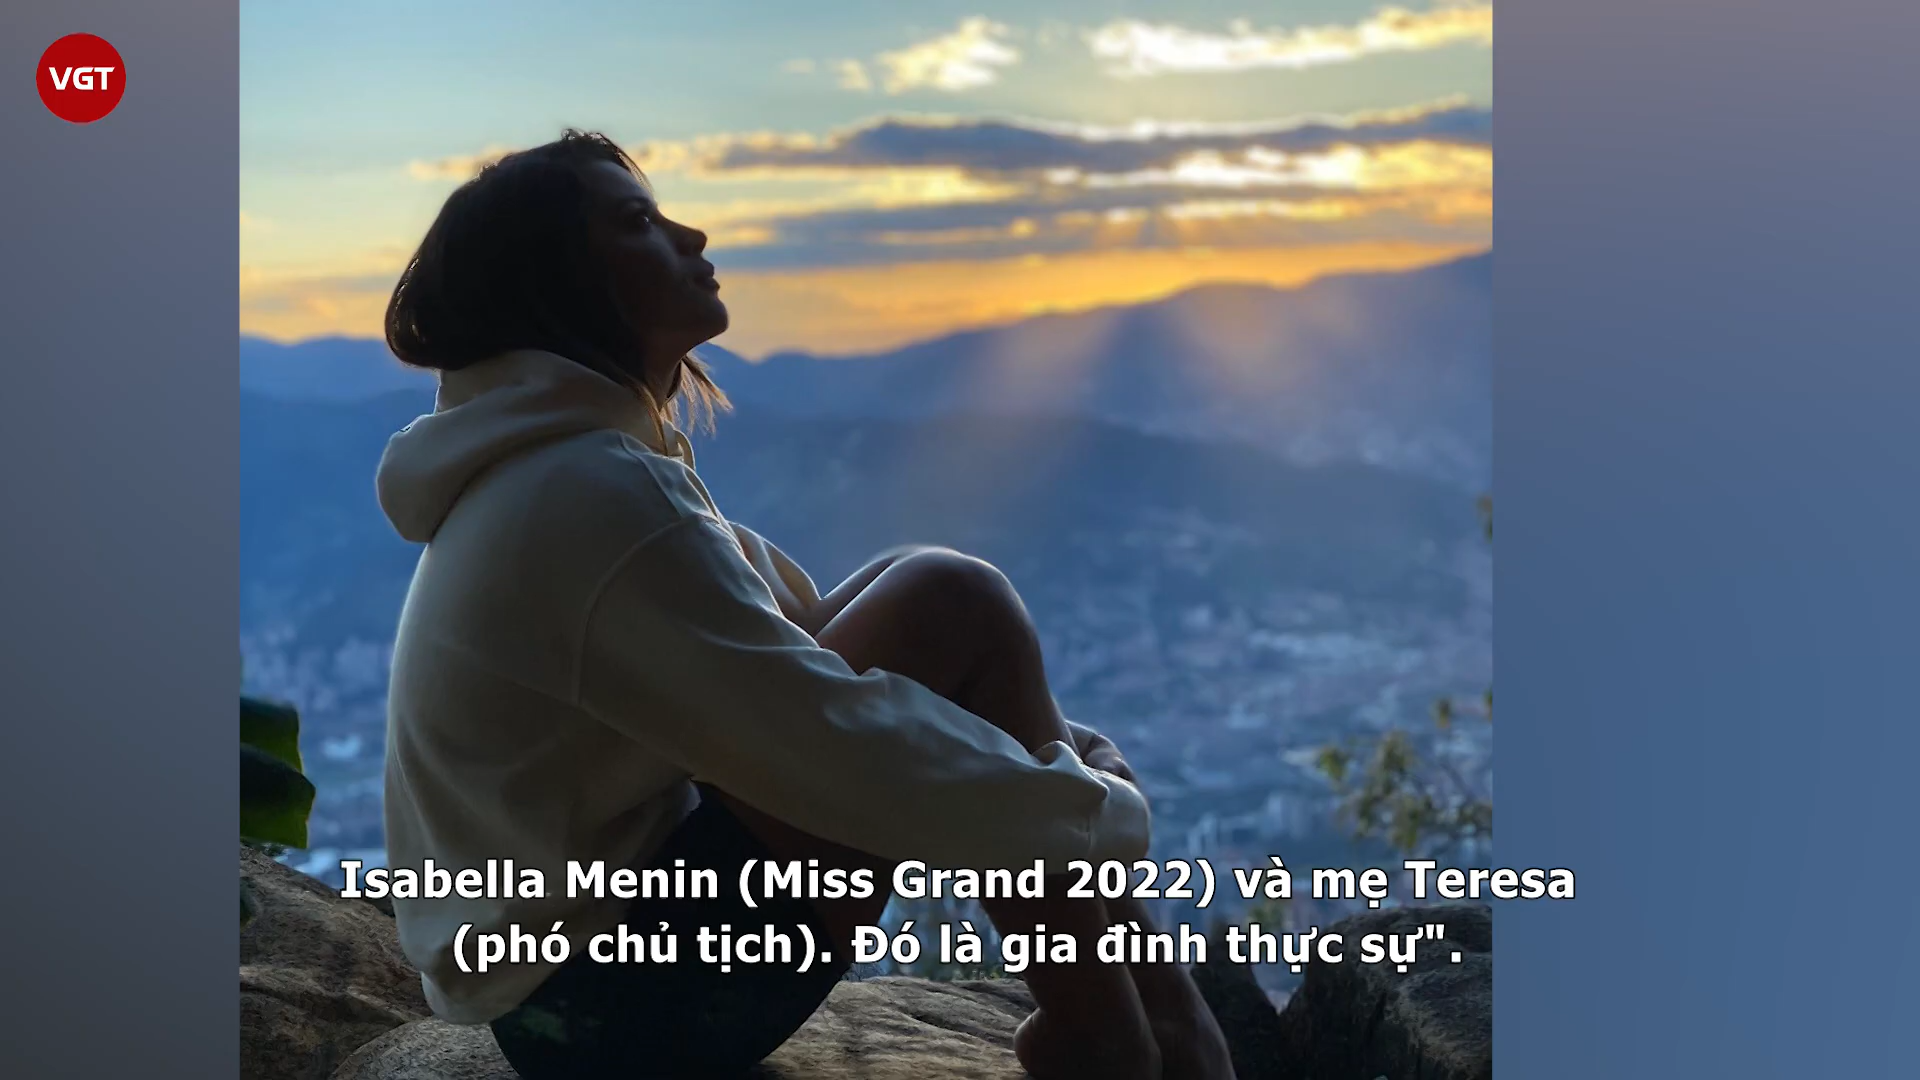 VGT
Isabella Menin (Miss Grand 2022) và mẹ Teresa
(phó chủ tịch). Đó là gia đình thực sự".